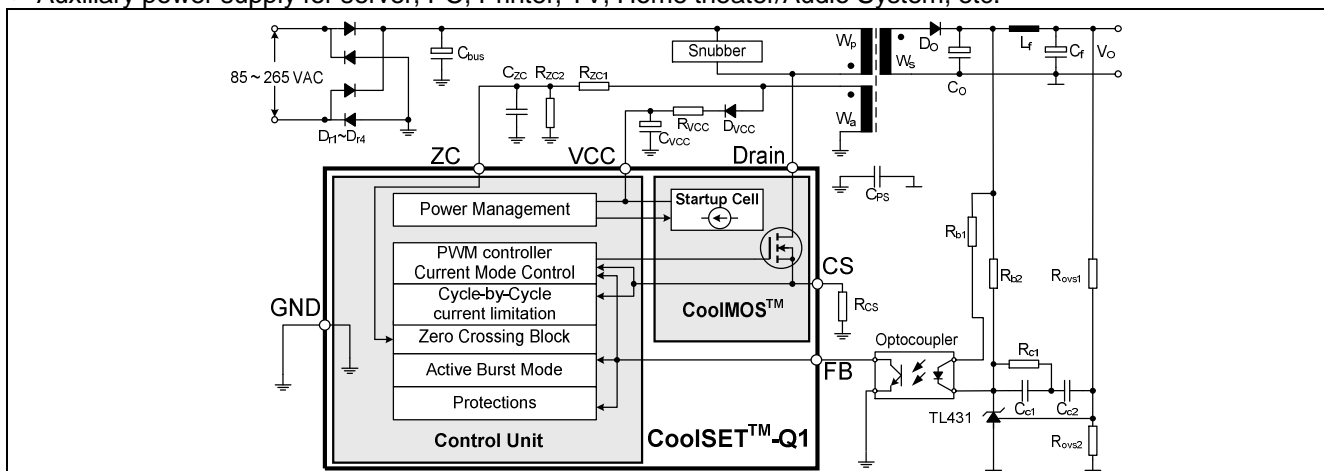 Auxiliary power supply for server, PC, Printer, TV, Home theater/Audio System, etc.
85 ~ 265 VAC
Dr1~Dr4
Cbus
Snubber
Wp
Ws
Wa
DO
CO
Lf
Cf
VO
CZC
RZC2
RZC1
RVCC
DVCC
CVCC
CPS
ZC
VCC
Drain
Power Management
Startup Cell
PWM controller
Current Mode Control
Cycle-by-Cycle
current limitation
Zero Crossing Block
Active Burst Mode
Protections
Control Unit
CoolMOS™
CoolSET™-Q1
GND
CS
RCS
FB
Optocoupler
Rb1
Rb2
Rovs1
Rc1
Cc1
Cc2
TL431
Rovs2